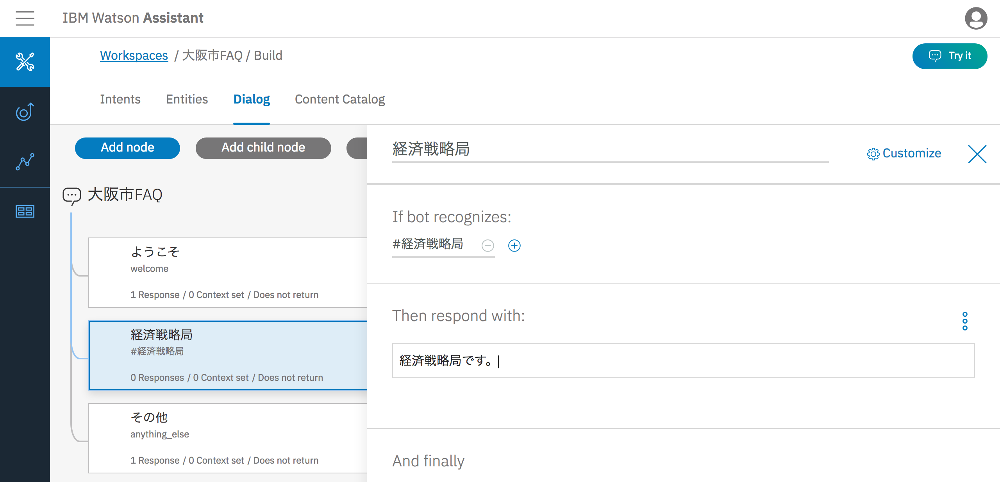 IBM Watson Assistant
Workspaces / 大阪市FAQ / Build
Try it
Intents Entities Dialog Content Catalog
Add node Add child node
大阪市FAQ
ようこそ
welcome
1 Response / 0 Context set / Does not return
経済戦略局
#経済戦略局
0 Responses / 0 Context set / Does not return
その他
anything_else
1 Response / 0 Context set / Does not return
経済戦略局
Customize
If bot recognizes:
#経済戦略局
Then respond with:
経済戦略局です。
And finally